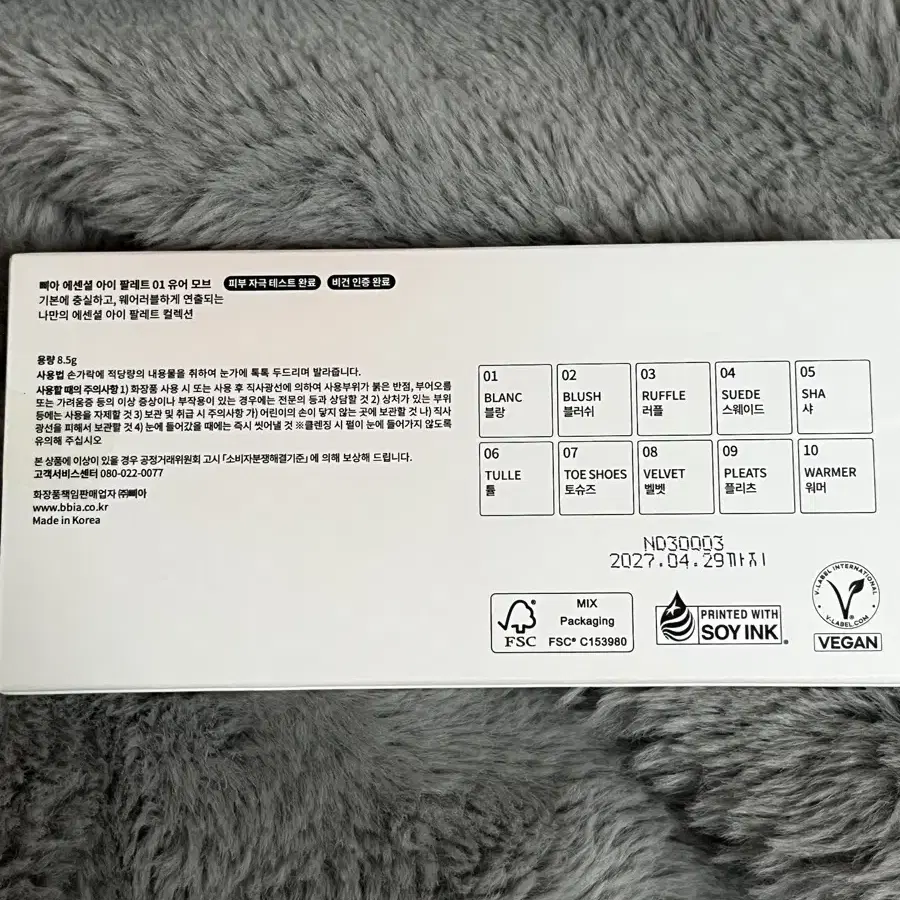 삐아 에센셜 아이 팔레트 01 유어 모브 피부 자극 테스트 완료 비건 인증 완료
기본에 충실하고, 웨어러블하게 연출되는
나만의 에센셜 아이 팔레트 컬렉션
용량 8.5g
사용법 손가락에 적당량의 내용물을 취하여 눈가에 톡톡 두드리며 발라줍니다.
사용할 때의 주의사항 1) 화장품 사용 시 또는 사용 후 직사광선에 의하여 사용부위가 붉은 반점, 부어오름
또는 가려움증 등의 이상 증상이나 부작용이 있는 경우에는 전문의 등과 상담할 것 2) 상처가 있는 부위
등에는 사용을 자제할 것 3) 보관 및 취급 시 주의사항 가) 어린이의 손이 닿지 않는 곳에 보관할 것 나) 직사
광선을 피해서 보관할 것 4) 눈에 들어갔을 때에는 즉시 씻어낼 것 ※클렌징 시 펄이 눈에 들어가지 않도록
유의해 주십시오
본 상품에 이상이 있을 경우 공정거래위원회 고시 「소비자분쟁해결기준」에 의해 보상해 드립니다.
고객서비스센터 080-022-0077
화장품책임판매업자 ㈜삐아
www.bbia.co.kr
Made in Korea
01
BLANC
블랑
02
BLUSH
블러쉬
03
RUFFLE
러플
04
SUEDE
스웨이드
05
SHA
샤
06
TULLE
튤
07
TOE SHOES
토슈즈
08
VELVET
벨벳
09
PLEATS
플리츠
10
WARMER
워머
ND30003
2027.04.29까지
FSC
MIX
Packaging
FSC® C153980
PRINTED WITH
SOY INK
V-LABEL INTERNATIONAL
V-LABEL.COM
VEGAN